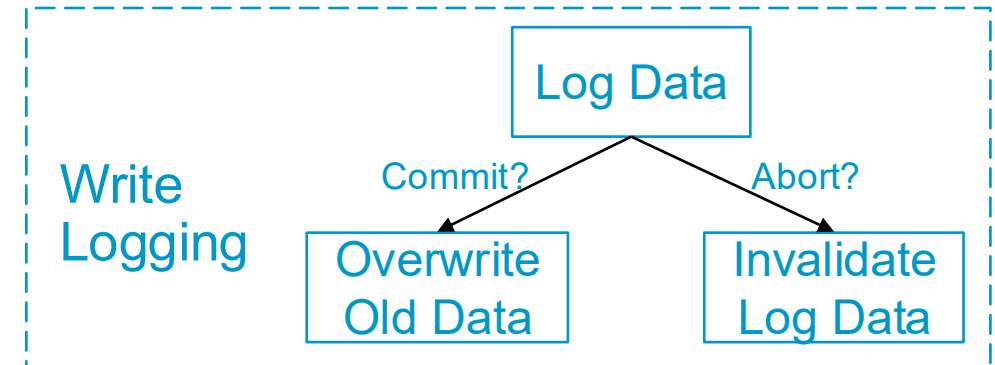 Log Data
Commit?
Abort?
Write
Logging
Overwrite
Old Data
Invalidate
Log Data